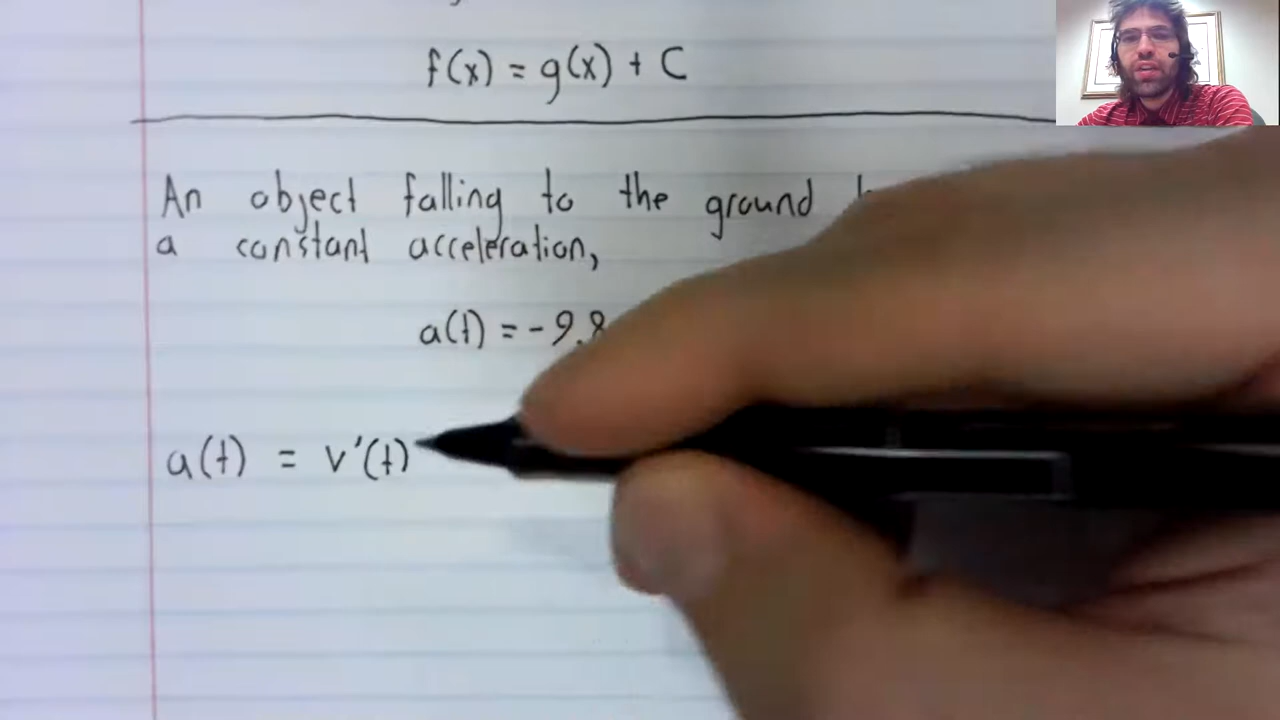 f(x) = g(x) + C
An object falling to the ground
a constant acceleration,
a(t) = -9.8
a(t) = v'(t)